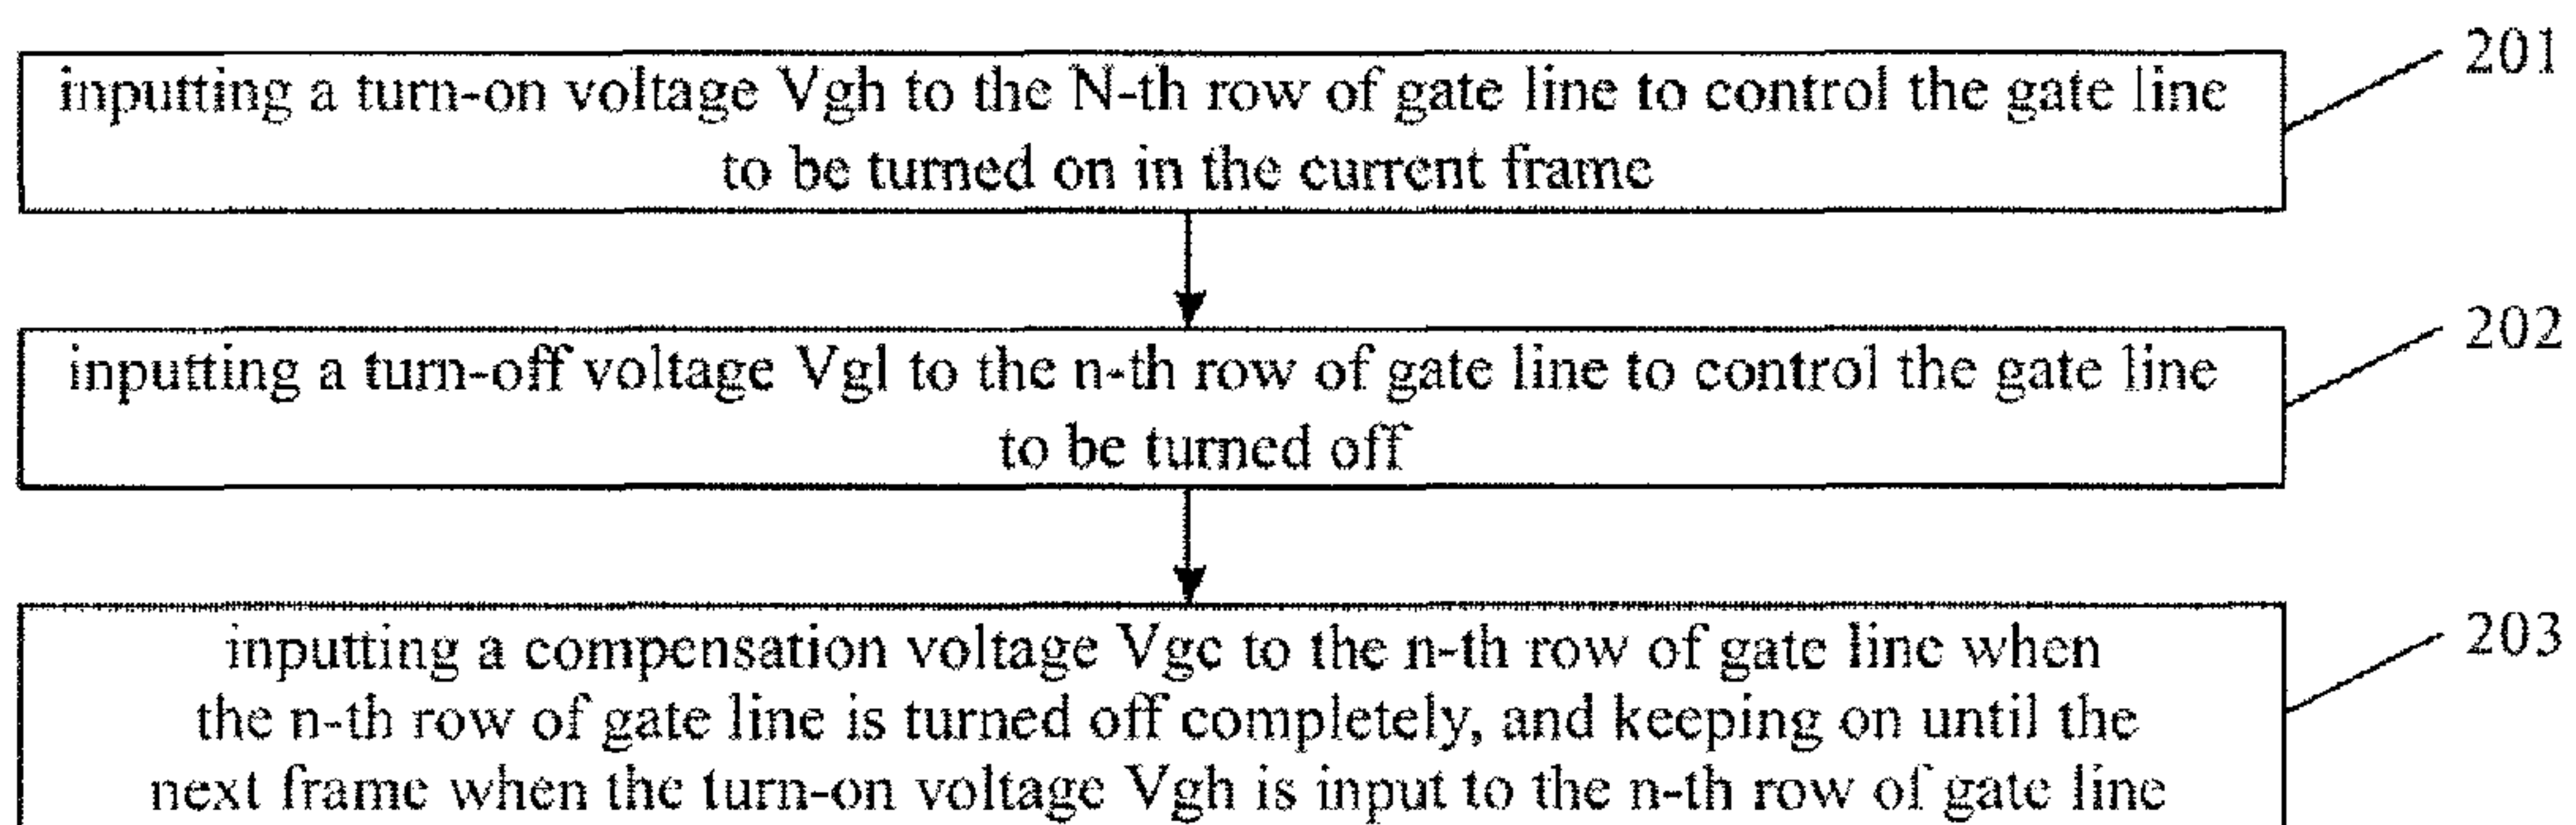 201
inputting a turn-on voltage Vgh to the N-th row of gate line to control the gate line
to be turned on in the current frame
202
inputting a turn-off voltage Vgl to the n-th row of gate line to control the gate line
to be turned off
203
inputting a compensation voltage Vgc to the n-th row of gate line when
the n-th row of gate line is turned off completely, and keeping on until the
next frame when the turn-on voltage Vgh is input to the n-th row of gate line